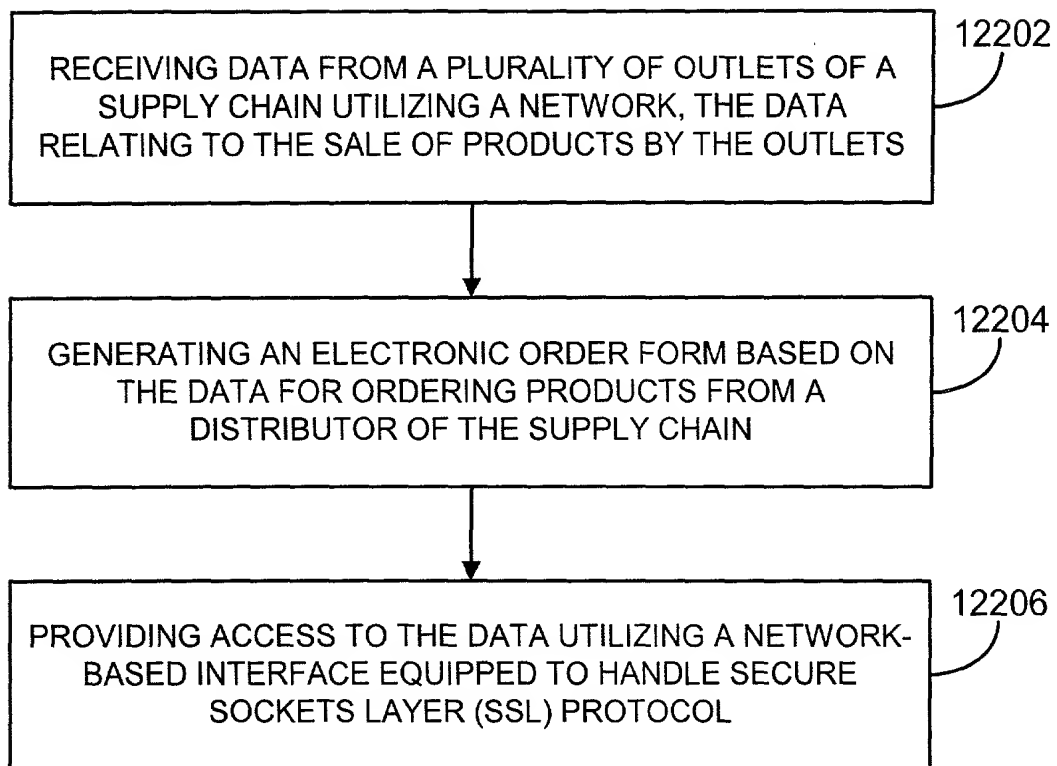 12202
RECEIVING DATA FROM A PLURALITY OF OUTLETS OF A
SUPPLY CHAIN UTILIZING A NETWORK, THE DATA
RELATING TO THE SALE OF PRODUCTS BY THE OUTLETS
12204
GENERATING AN ELECTRONIC ORDER FORM BASED ON
THE DATA FOR ORDERING PRODUCTS FROM A
DISTRIBUTOR OF THE SUPPLY CHAIN
12206
PROVIDING ACCESS TO THE DATA UTILIZING A NETWORK-
BASED INTERFACE EQUIPPED TO HANDLE SECURE
SOCKETS LAYER (SSL) PROTOCOL